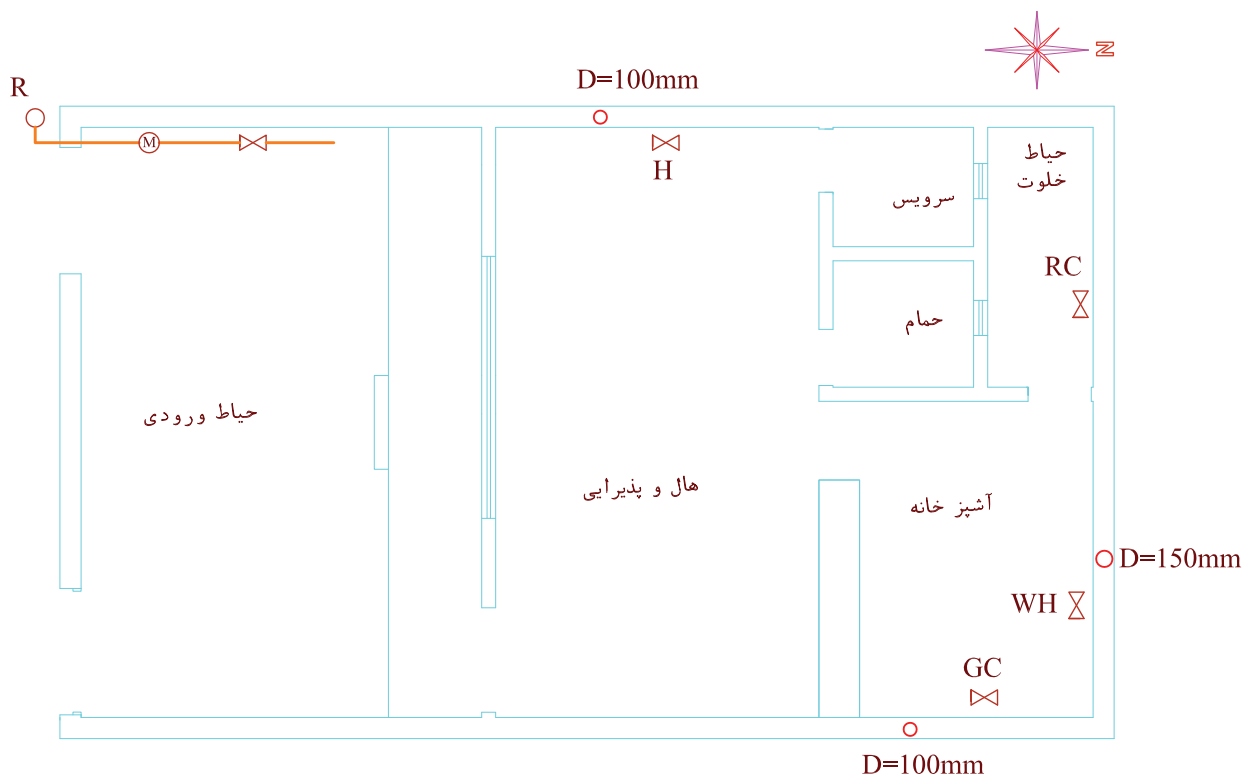 N
D=100mm
R
M
H
حیاط
خلوت
سرویس
RC
حمام
حیاط ورودی
هال و پذیرایی
آشپز خانه
D=150mm
WH
GC
D=100mm